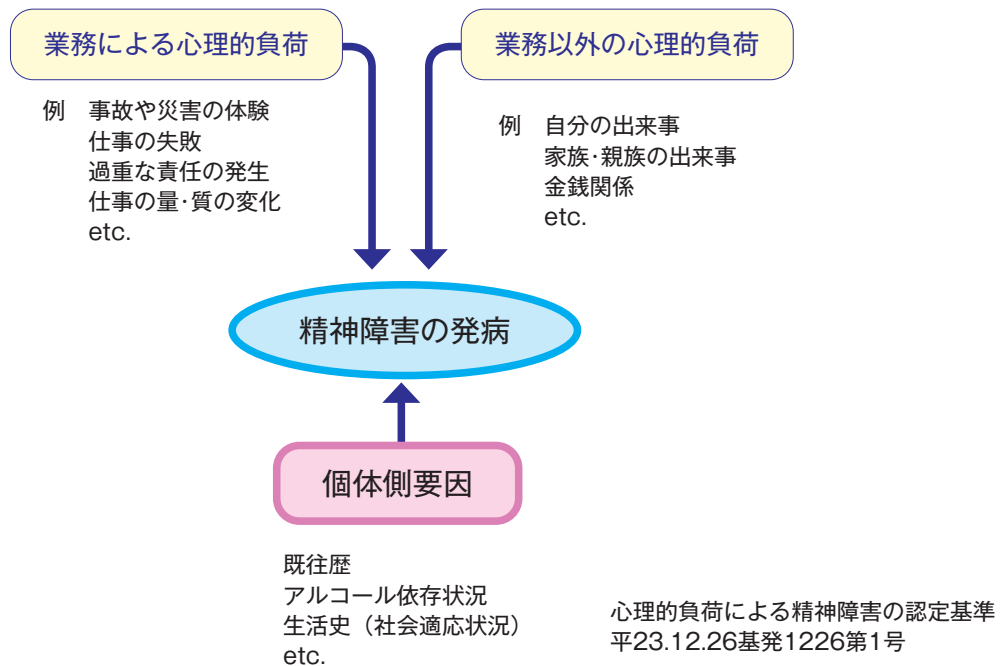 業務による心理的負荷
業務以外の心理的負荷
例　事故や災害の体験
仕事の失敗
過重な責任の発生
仕事の量・質の変化
etc.
例　自分の出来事
家族・親族の出来事
金銭関係
etc.
精神障害の発病
個体側要因
既往歴
アルコール依存状況
生活史（社会適応状況）
etc.
心理的負荷による精神障害の認定基準
平23.12.26基発1226第1号